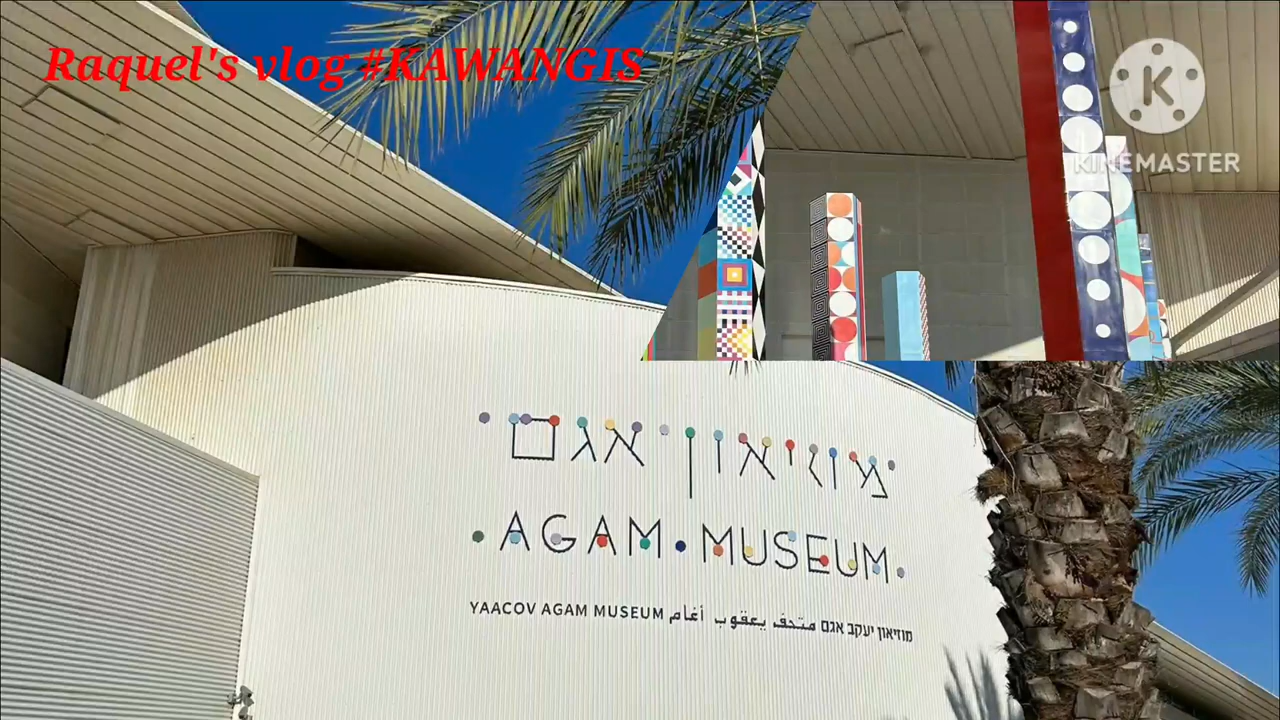 Raquel's vlog #KAWANGIS
K
KINEMASTER
מוזיאון אגם
AGAM MUSEUM
YAACOV AGAM MUSEUM متحف يعقوب أغام מוזיאון יעקב אגם